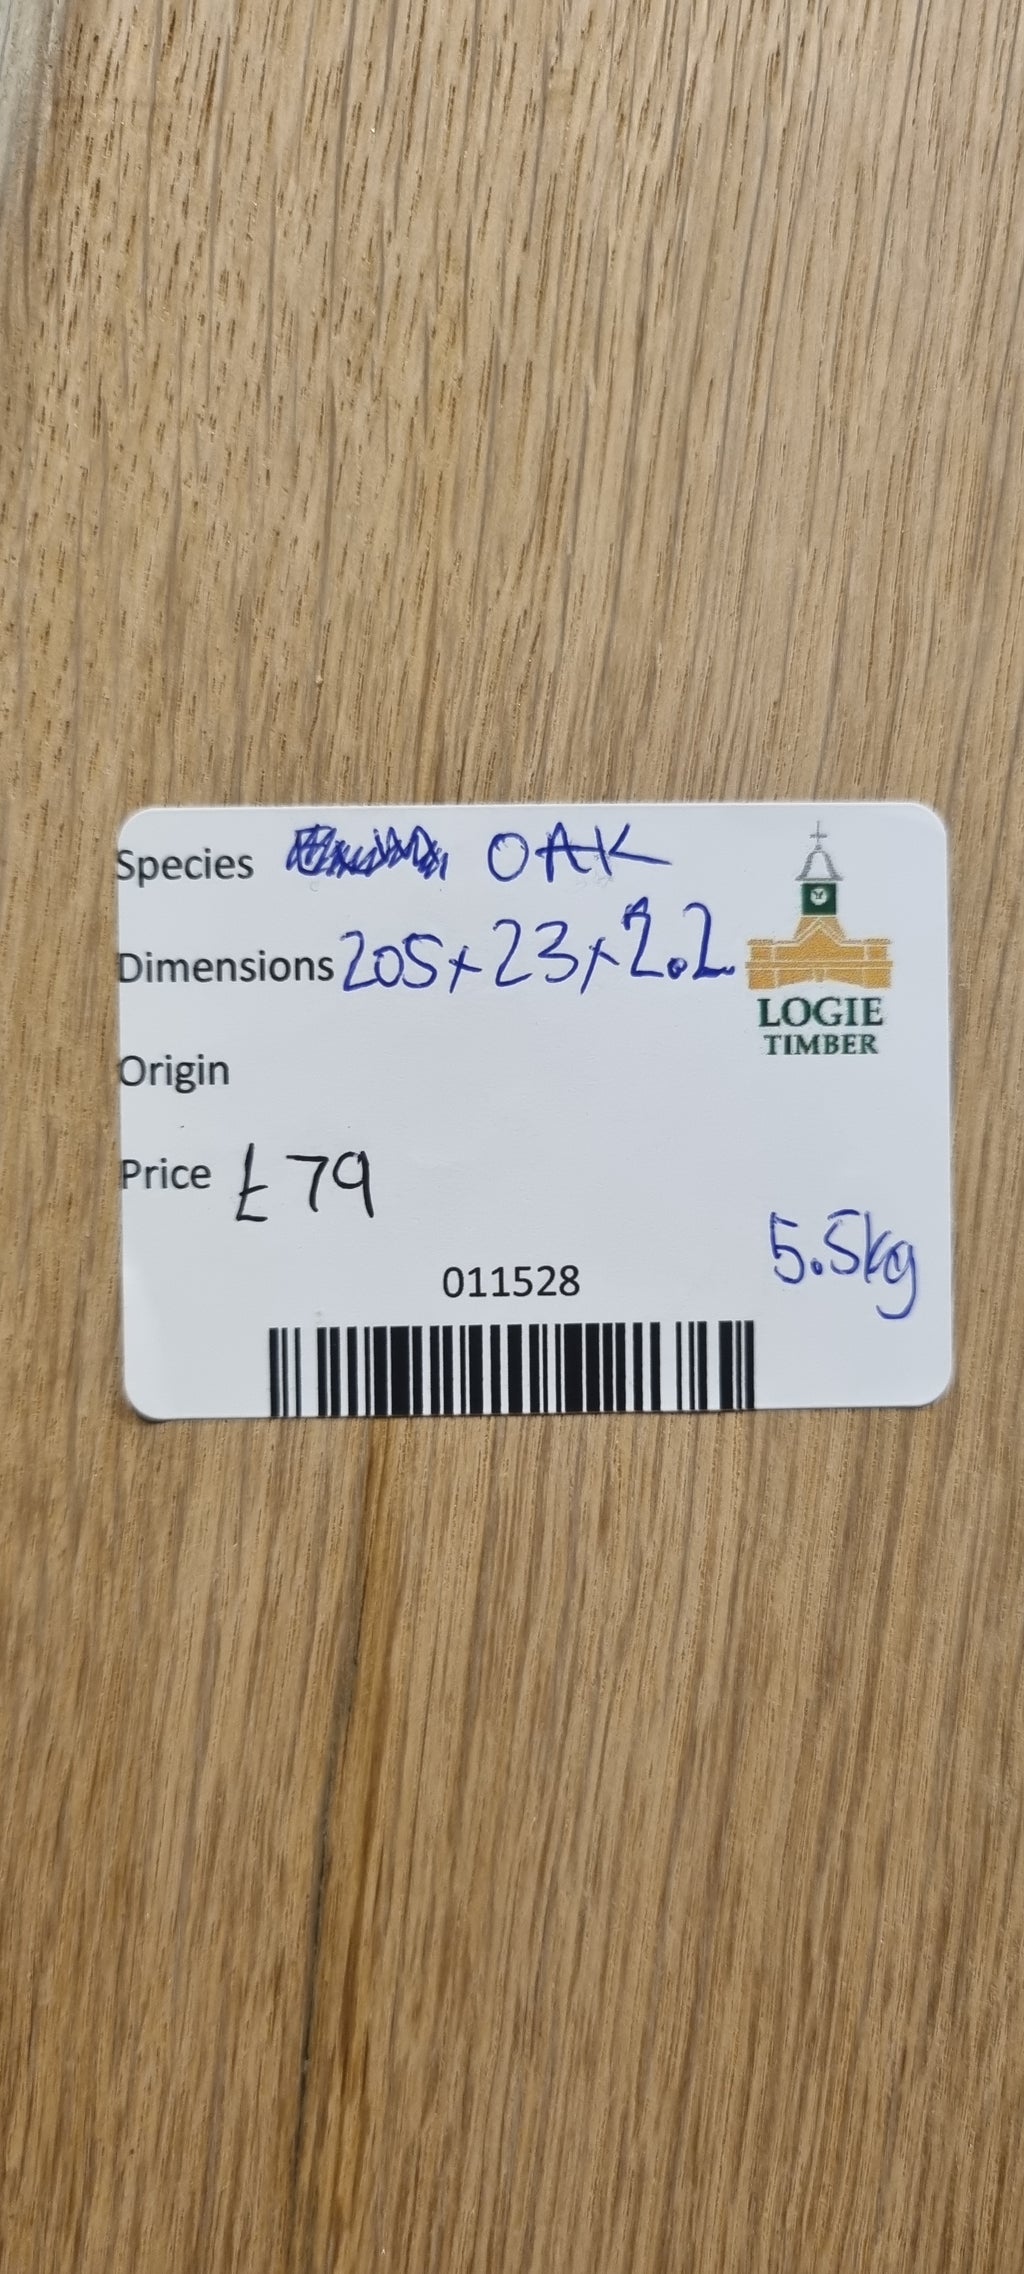 Species OAK
Dimensions 205x23x2.2
LOGIE
TIMBER
Origin
Price £79
5.5kg
011528